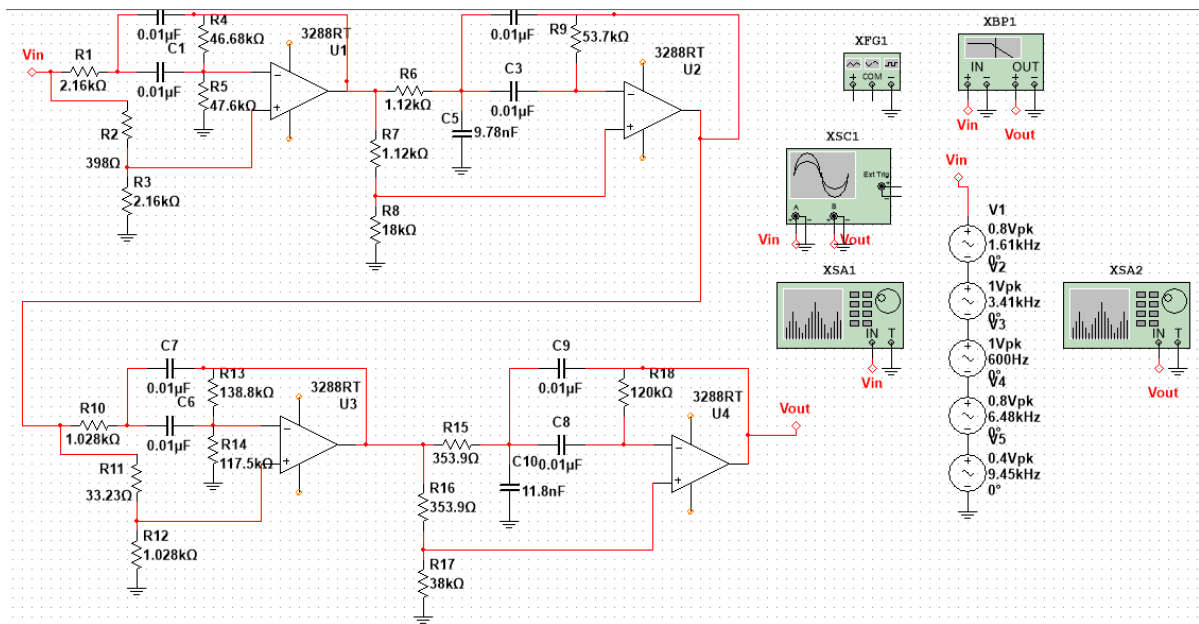 Vin
R1
2.16kΩ
0.01µF
C1
0.01µF
R4
46.68kΩ
R5
47.6kΩ
3288RT
U1
R2
398Ω
R3
2.16kΩ
R6
1.12kΩ
C5
9.78nF
R7
1.12kΩ
R8
18kΩ
0.01µF
C3
0.01µF
R9
53.7kΩ
3288RT
U2
XFG1
COM
XBP1
IN OUT
Vin
Vout
XSC1
Ext Trig
A
B
Vin
Vout
XSA1
IN T
Vin
Vin
V1
0.8Vpk
1.61kHz
0°
V2
1Vpk
3.41kHz
0°
V3
1Vpk
600Hz
0°
V4
0.8Vpk
6.48kHz
0°
V5
0.4Vpk
9.45kHz
0°
XSA2
IN T
Vout
C7
0.01µF
C6
0.01µF
R10
1.028kΩ
R13
138.8kΩ
R14
117.5kΩ
3288RT
U3
R11
33.23Ω
R12
1.028kΩ
R15
353.9Ω
C9
0.01µF
C8
0.01µF
C10
11.8nF
R18
120kΩ
3288RT
U4
Vout
R16
353.9Ω
R17
38kΩ